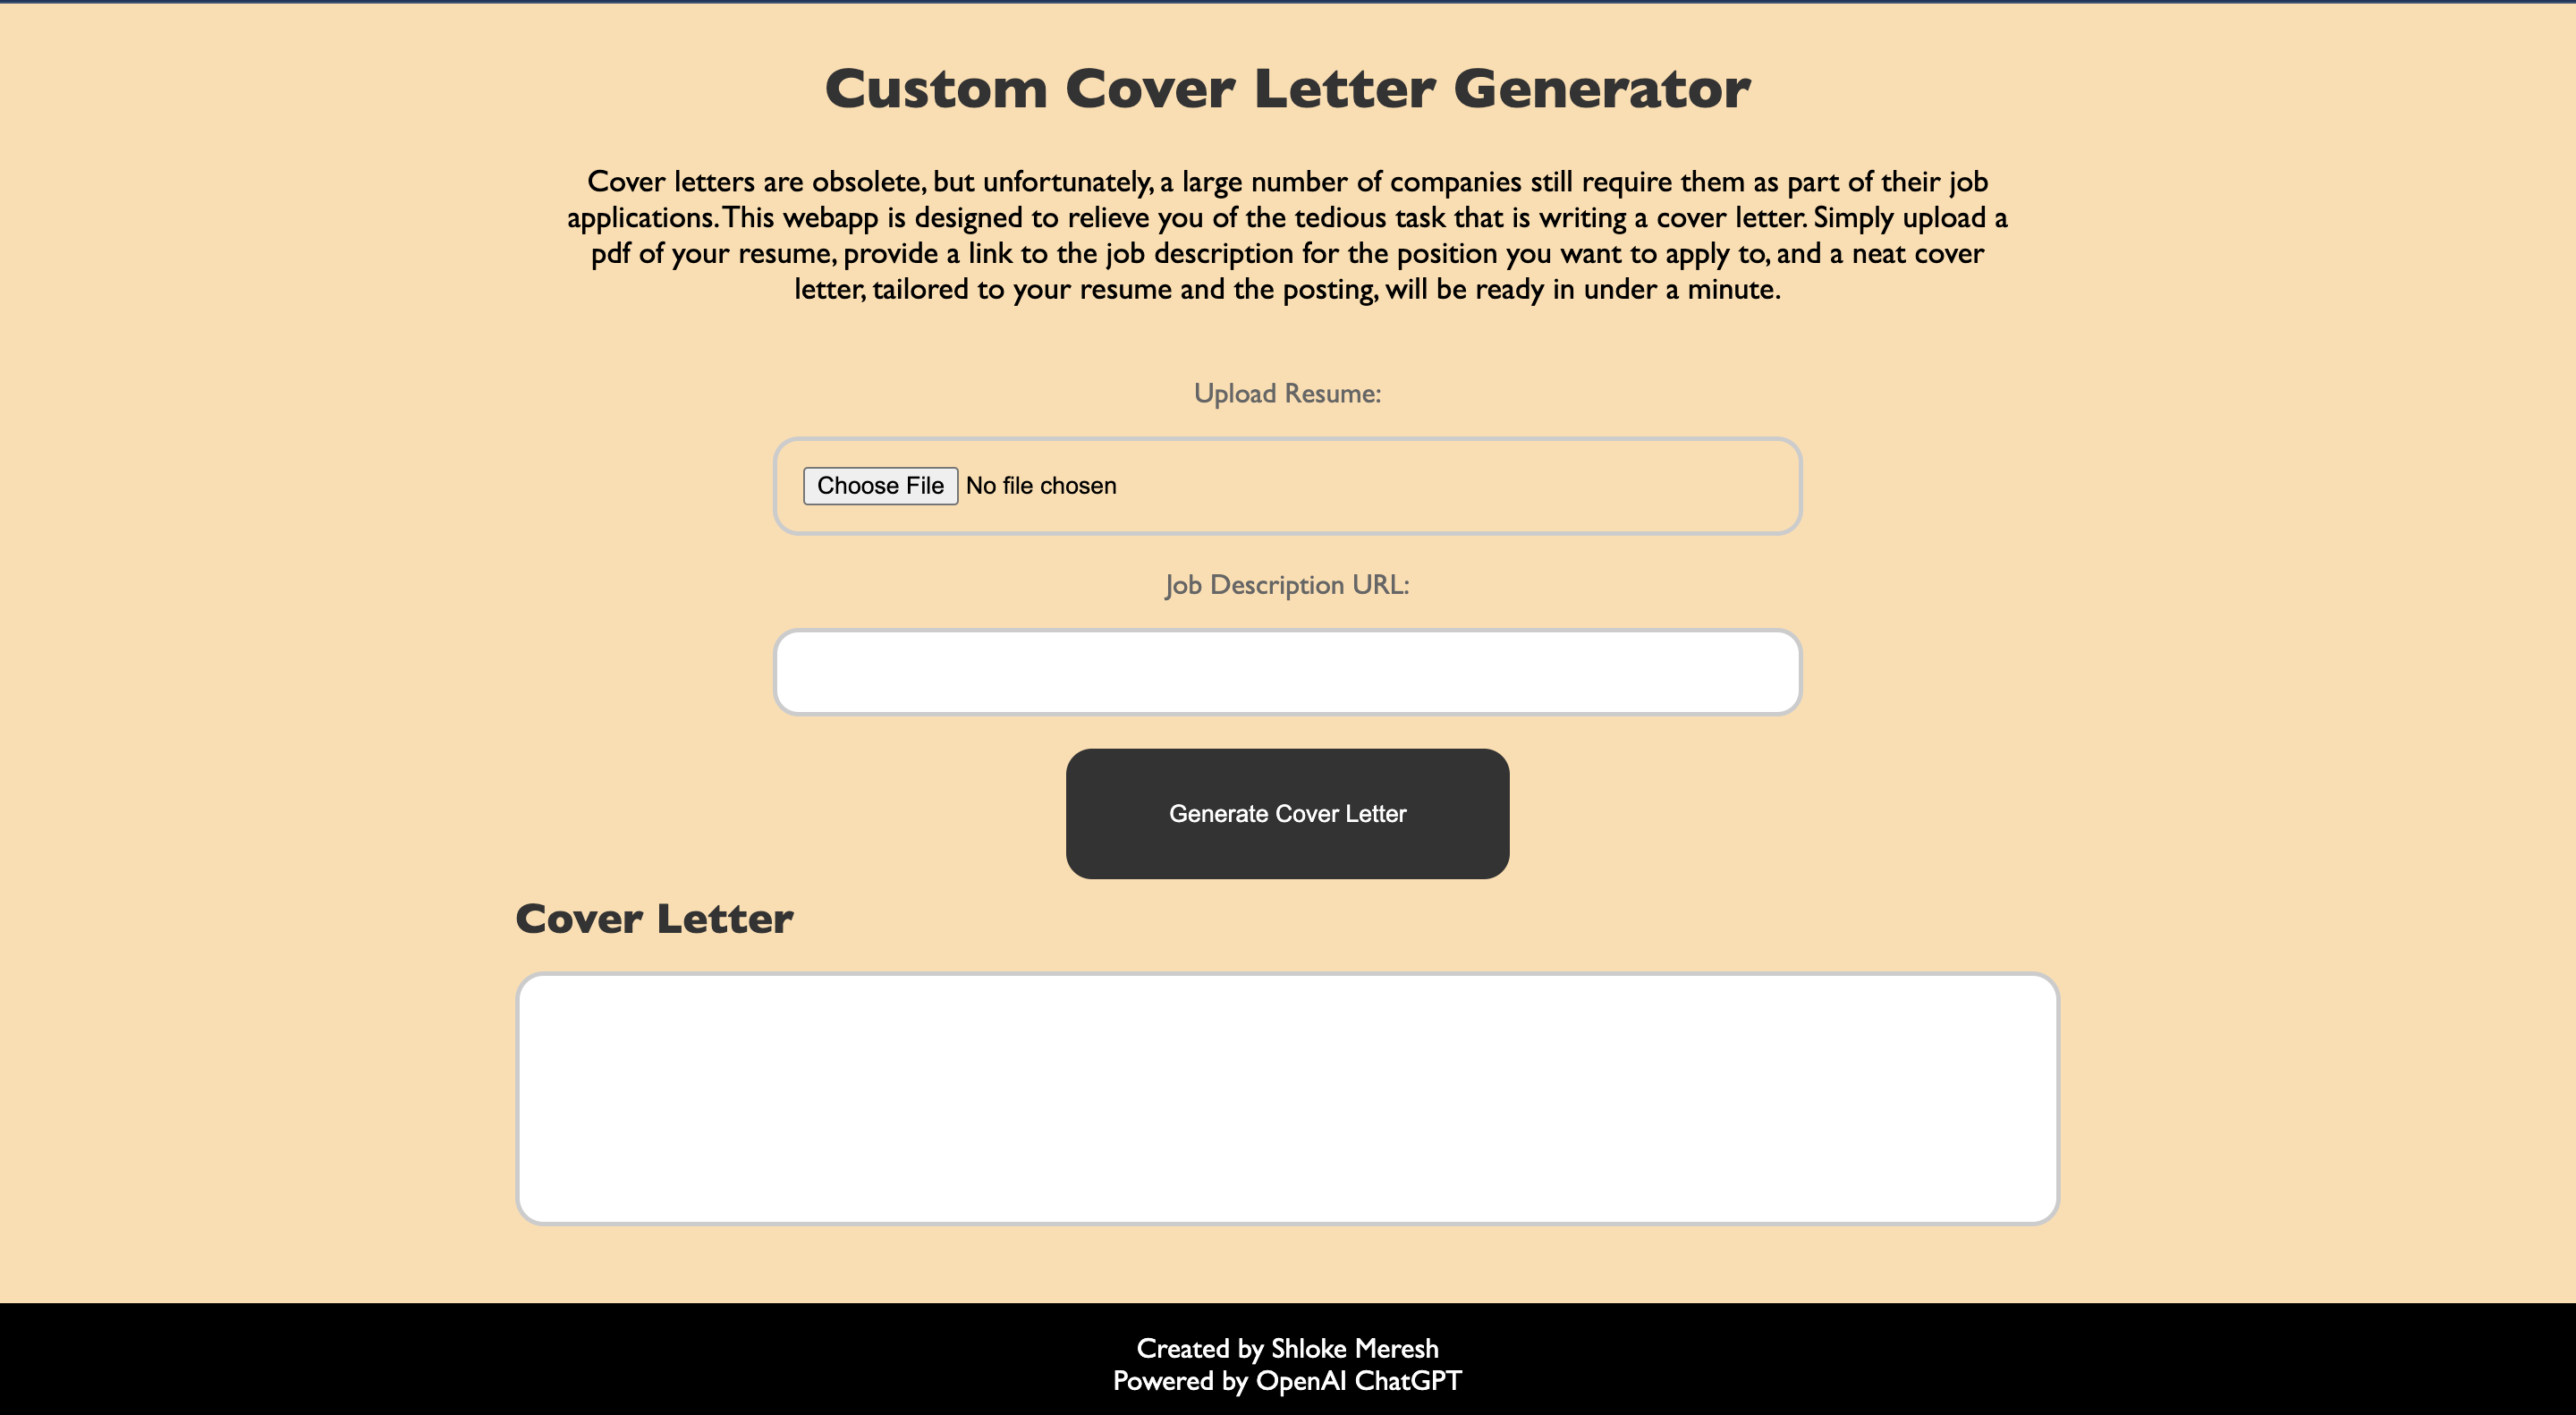 Custom Cover Letter Generator
Cover letters are obsolete, but unfortunately, a large number of companies still require them as part of their job
applications. This webapp is designed to relieve you of the tedious task that is writing a cover letter. Simply upload a
pdf of your resume, provide a link to the job description for the position you want to apply to, and a neat cover
letter, tailored to your resume and the posting, will be ready in under a minute.
Upload Resume:
Choose File No file chosen
Job Description URL:
Generate Cover Letter
Cover Letter
Created by Shloke Meresh
Powered by OpenAI ChatGPT